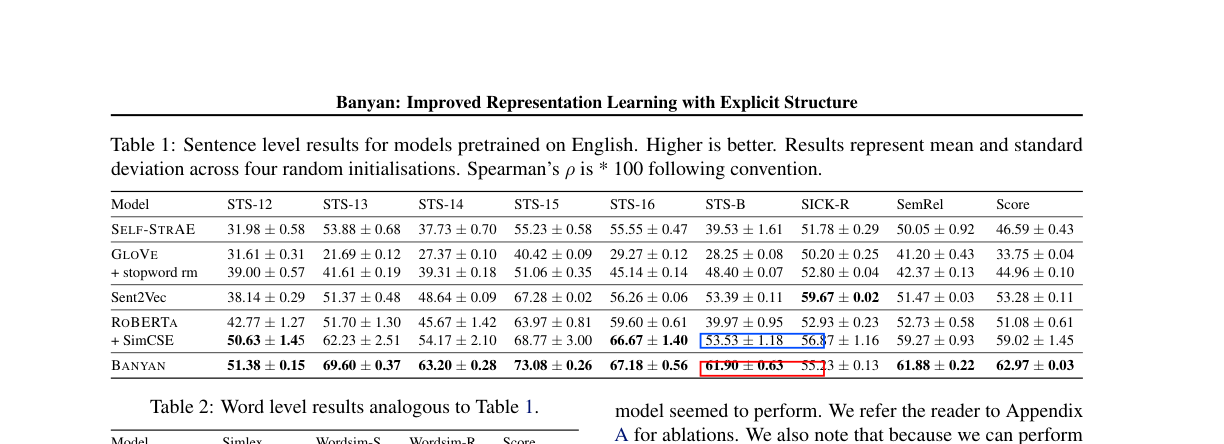 Banyan: Improved Representation Learning with Explicit Structure
Table 1: Sentence level results for models pretrained on English. Higher is better. Results represent mean and standard
deviation across four random initialisations. Spearman's ρ is * 100 following convention.
Model STS-12 STS-13 STS-14 STS-15 STS-16 STS-B SICK-R SemRel Score
SELF-STRAE 31.98 ± 0.58 53.88 ± 0.68 37.73 ± 0.70 55.23 ± 0.58 55.55 ± 0.47 39.53 ± 1.61 51.78 ± 0.29 50.05 ± 0.92 46.59 ± 0.43
GLOVE 31.61 ± 0.31 21.69 ± 0.12 27.37 ± 0.10 40.42 ± 0.09 29.27 ± 0.12 28.25 ± 0.08 50.20 ± 0.25 41.20 ± 0.43 33.75 ± 0.04
+ stopword rm 39.00 ± 0.57 41.61 ± 0.19 39.31 ± 0.18 51.06 ± 0.35 45.14 ± 0.14 48.40 ± 0.07 52.80 ± 0.04 42.37 ± 0.13 44.96 ± 0.10
Sent2Vec 38.14 ± 0.29 51.37 ± 0.48 48.64 ± 0.09 67.28 ± 0.02 56.26 ± 0.06 53.39 ± 0.11 59.67 ± 0.02 51.47 ± 0.03 53.28 ± 0.11
ROBERTA 42.77 ± 1.27 51.70 ± 1.30 45.67 ± 1.42 63.97 ± 0.81 59.60 ± 0.61 39.97 ± 0.95 52.93 ± 0.23 52.73 ± 0.58 51.08 ± 0.61
+ SimCSE 50.63 ± 1.45 62.23 ± 2.51 54.17 ± 2.10 68.77 ± 3.00 66.67 ± 1.40 53.53 ± 1.18 56.87 ± 1.16 59.27 ± 0.93 59.02 ± 1.45
BANYAN 51.38 ± 0.15 69.60 ± 0.37 63.20 ± 0.28 73.08 ± 0.26 67.18 ± 0.56 61.90 ± 0.63 55.23 ± 0.13 61.88 ± 0.22 62.97 ± 0.03
Table 2: Word level results analogous to Table 1.
Model Simlex Wordsim-S Wordsim-R Score
model seemed to perform. We refer the reader to Appendix
A for ablations. We also note that because we can perform